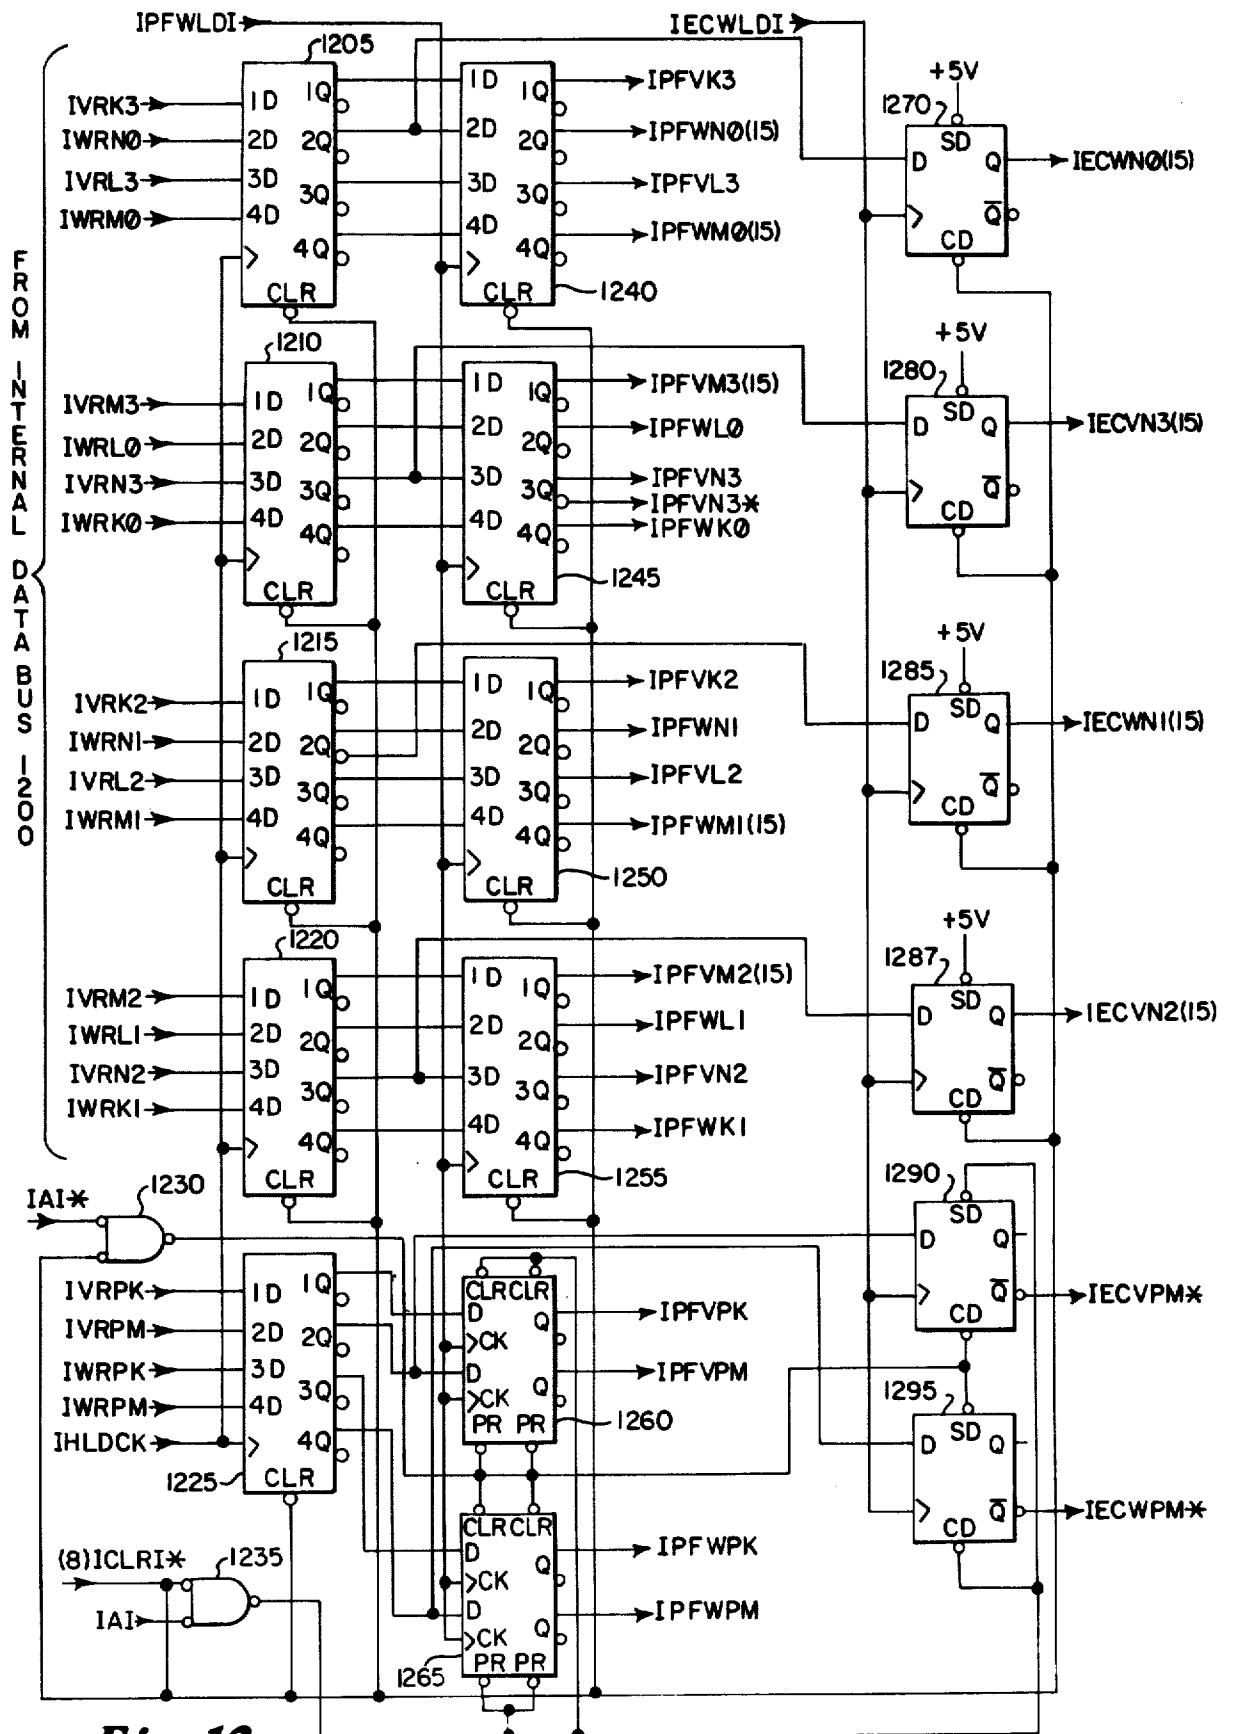 IPFWLDI
IECWLDI
FROM INTERNAL DATA BUS 1200
1205
IVRK3
IWRN0
IVRL3
IWRM0
1D 1Q
2D 2Q
3D 3Q
4D 4Q
CLR
1D 1Q
2D 2Q
3D 3Q
4D 4Q
CLR
1240
IPFVK3
IPFWN0(15)
IPFVL3
IPFWM0(15)
+5V
1270
SD
D Q
Q̅
CD
IECWN0(15)
1210
IVRM3
IWRL0
IVRN3
IWRK0
1D 1Q
2D 2Q
3D 3Q
4D 4Q
CLR
1D 1Q
2D 2Q
3D 3Q
4D 4Q
CLR
1245
IPFVM3(15)
IPFWL0
IPFVN3
IPFVN3*
IPFWK0
+5V
1280
SD
D Q
Q̅
CD
IECVN3(15)
1215
IVRK2
IWRN1
IVRL2
IWRM1
1D 1Q
2D 2Q
3D 3Q
4D 4Q
CLR
1D 1Q
2D 2Q
3D 3Q
4D 4Q
CLR
1250
IPFVK2
IPFWN1
IPFVL2
IPFWM1(15)
+5V
1285
SD
D Q
Q̅
CD
IECWN1(15)
1220
IVRM2
IWRL1
IVRN2
IWRK1
1D 1Q
2D 2Q
3D 3Q
4D 4Q
CLR
1D 1Q
2D 2Q
3D 3Q
4D 4Q
CLR
1255
IPFVM2(15)
IPFWL1
IPFVN2
IPFWK1
+5V
1287
SD
D Q
Q̅
CD
IECVN2(15)
IAI*
1230
IVRPK
IVRPM
IWRPK
IWRPM
IHLDCK
1D 1Q
2D 2Q
3D 3Q
4D 4Q
CLR
1225
CLR CLR
D Q
CK
D Q
CK
PR PR
1260
IPFVPK
IPFVPM
1290
SD
D Q
Q̅
CD
IECVPM*
1295
SD
D Q
Q̅
CD
IECWPM*
(8)ICLRI*
IAI
1235
CLR CLR
D Q
CK
D Q
CK
PR PR
1265
IPFWPK
IPFWPM